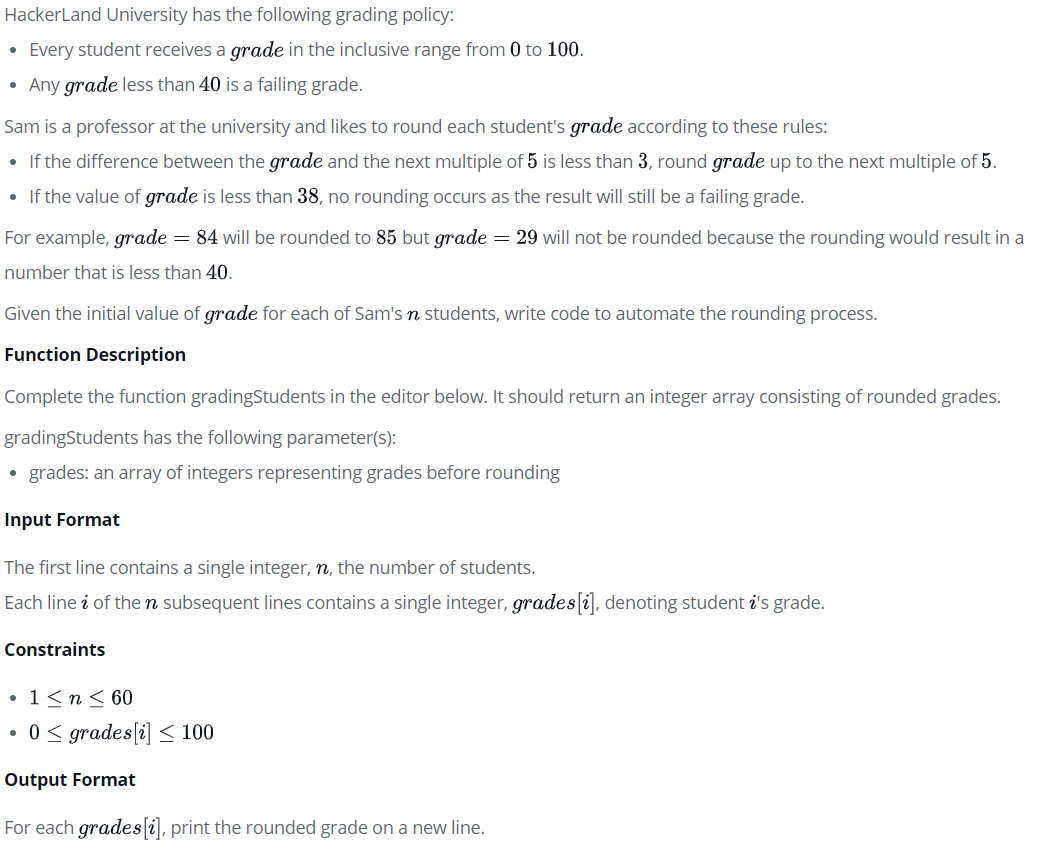 HackerLand University has the following grading policy:
• Every student receives a grade in the inclusive range from 0 to 100.
• Any grade less than 40 is a failing grade.
Sam is a professor at the university and likes to round each student's grade according to these rules:
• If the difference between the grade and the next multiple of 5 is less than 3, round grade up to the next multiple of 5.
• If the value of grade is less than 38, no rounding occurs as the result will still be a failing grade.
For example, grade = 84 will be rounded to 85 but grade = 29 will not be rounded because the rounding would result in a
number that is less than 40.
Given the initial value of grade for each of Sam's n students, write code to automate the rounding process.
Function Description
Complete the function gradingStudents in the editor below. It should return an integer array consisting of rounded grades.
gradingStudents has the following parameter(s):
• grades: an array of integers representing grades before rounding
Input Format
The first line contains a single integer, n, the number of students.
Each line i of the n subsequent lines contains a single integer, grades[i], denoting student i's grade.
Constraints
• 1 ≤ n ≤ 60
• 0 ≤ grades[i] ≤ 100
Output Format
For each grades[i], print the rounded grade on a new line.